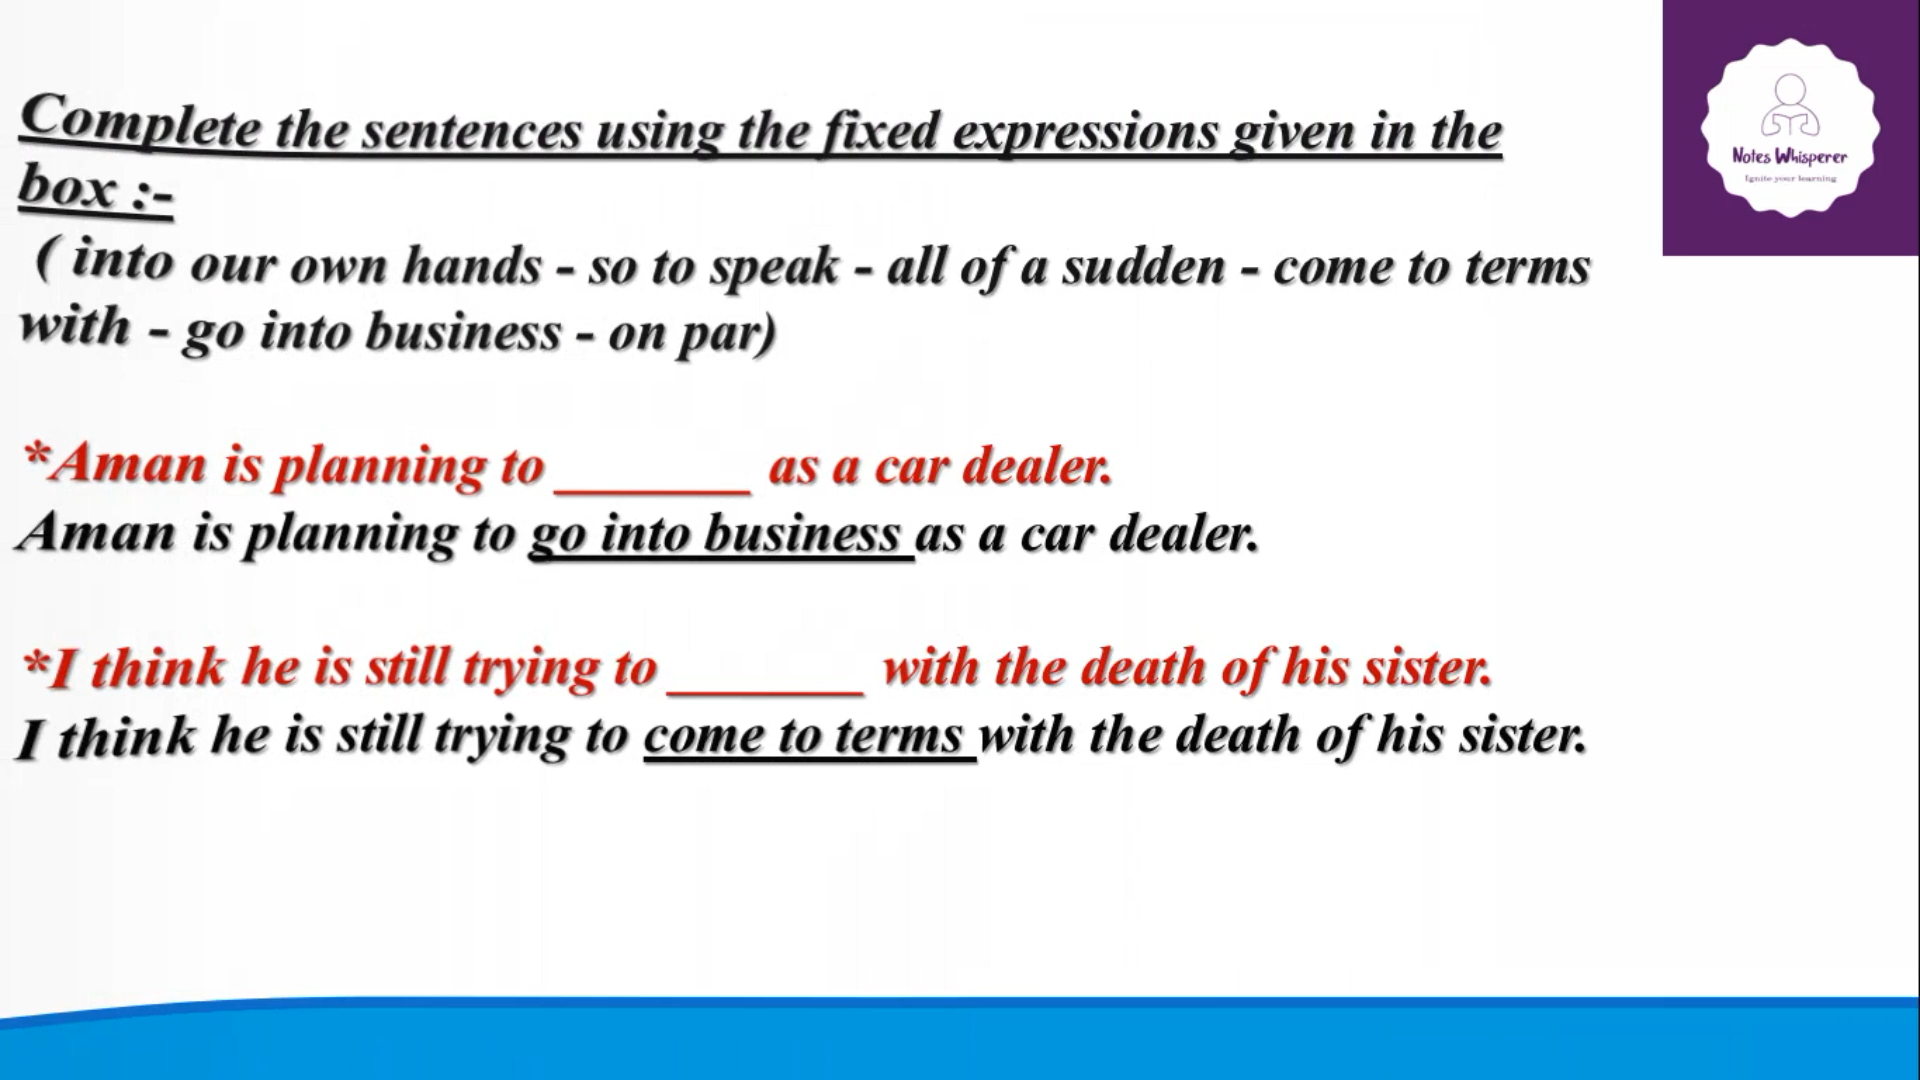 Complete the sentences using the fixed expressions given in the
box :-
( into our own hands - so to speak - all of a sudden - come to terms
with - go into business - on par)
*Aman is planning to _______ as a car dealer.
Aman is planning to go into business as a car dealer.
*I think he is still trying to _______ with the death of his sister.
I think he is still trying to come to terms with the death of his sister.
Notes Whisperer
Ignite your learning